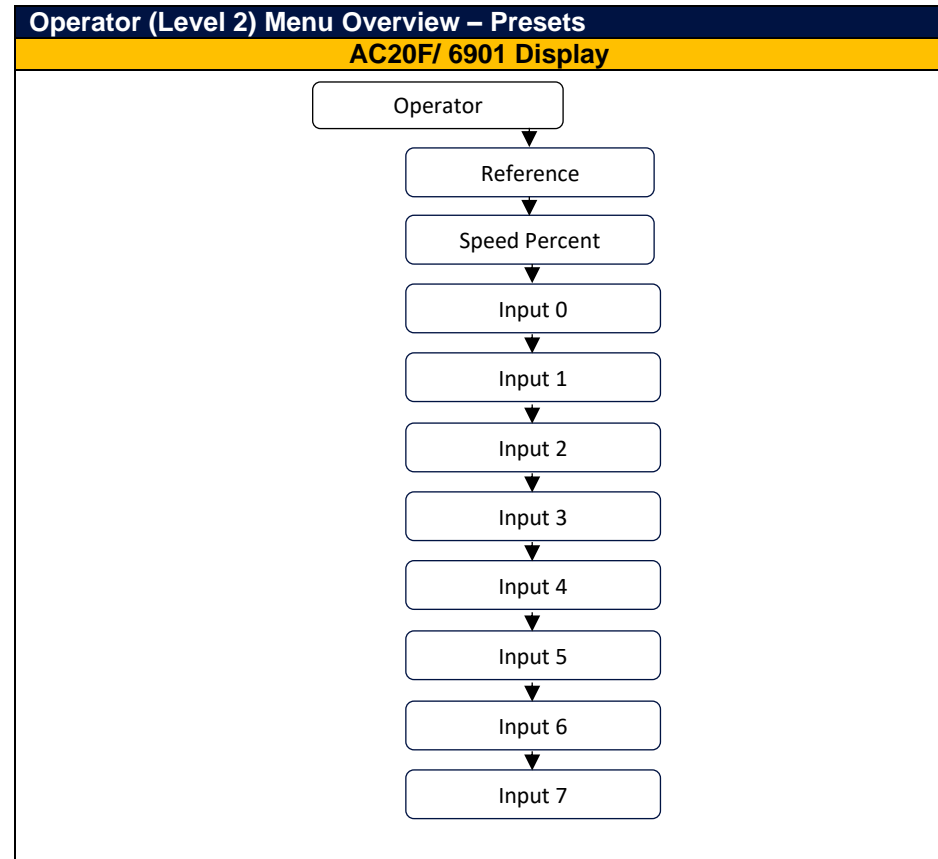 Operator (Level 2) Menu Overview – Presets
AC20F/ 6901 Display
Operator
Reference
Speed Percent
Input 0
Input 1
Input 2
Input 3
Input 4
Input 5
Input 6
Input 7